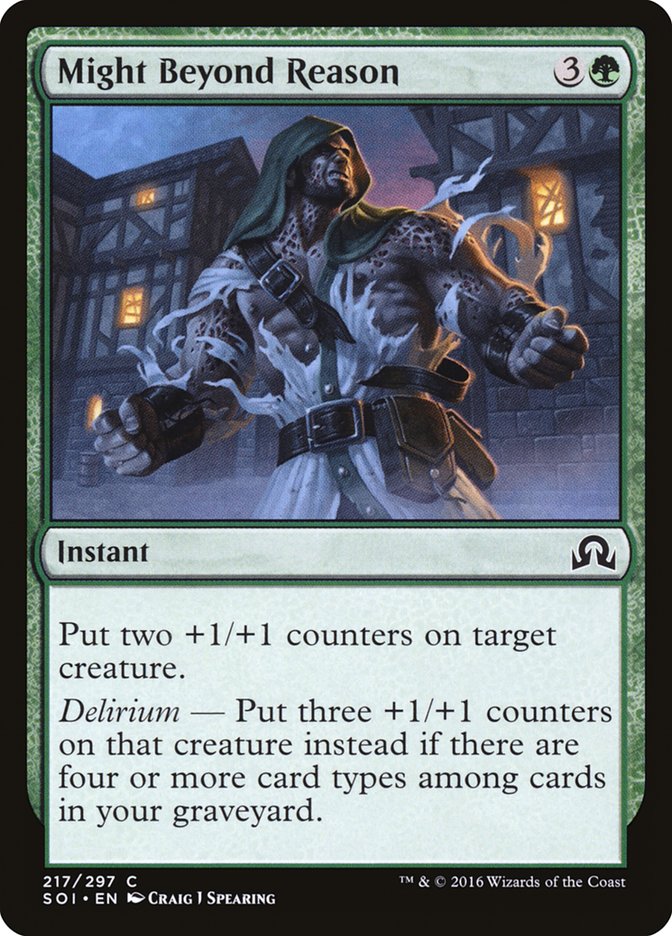 Might Beyond Reason
3
Instant
Put two +1/+1 counters on target
creature.
Delirium — Put three +1/+1 counters
on that creature instead if there are
four or more card types among cards
in your graveyard.
217/297 C
SOI • EN Craig J Spearing
™ & © 2016 Wizards of the Coast